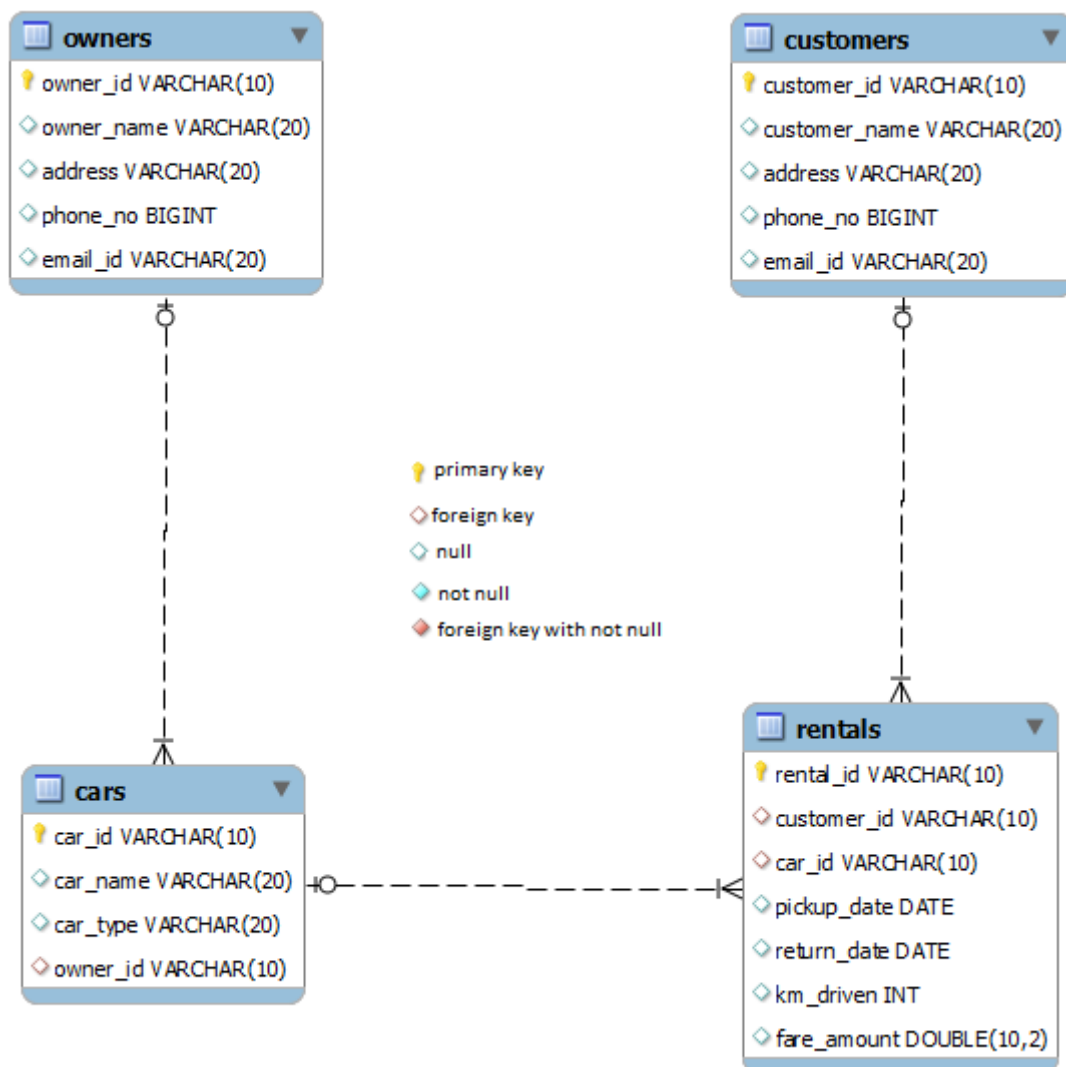 owners
owner_id VARCHAR(10)
owner_name VARCHAR(20)
address VARCHAR(20)
phone_no BIGINT
email_id VARCHAR(20)
customers
customer_id VARCHAR(10)
customer_name VARCHAR(20)
address VARCHAR(20)
phone_no BIGINT
email_id VARCHAR(20)
primary key
foreign key
null
not null
foreign key with not null
cars
car_id VARCHAR(10)
car_name VARCHAR(20)
car_type VARCHAR(20)
owner_id VARCHAR(10)
rentals
rental_id VARCHAR(10)
customer_id VARCHAR(10)
car_id VARCHAR(10)
pickup_date DATE
return_date DATE
km_driven INT
fare_amount DOUBLE(10,2)